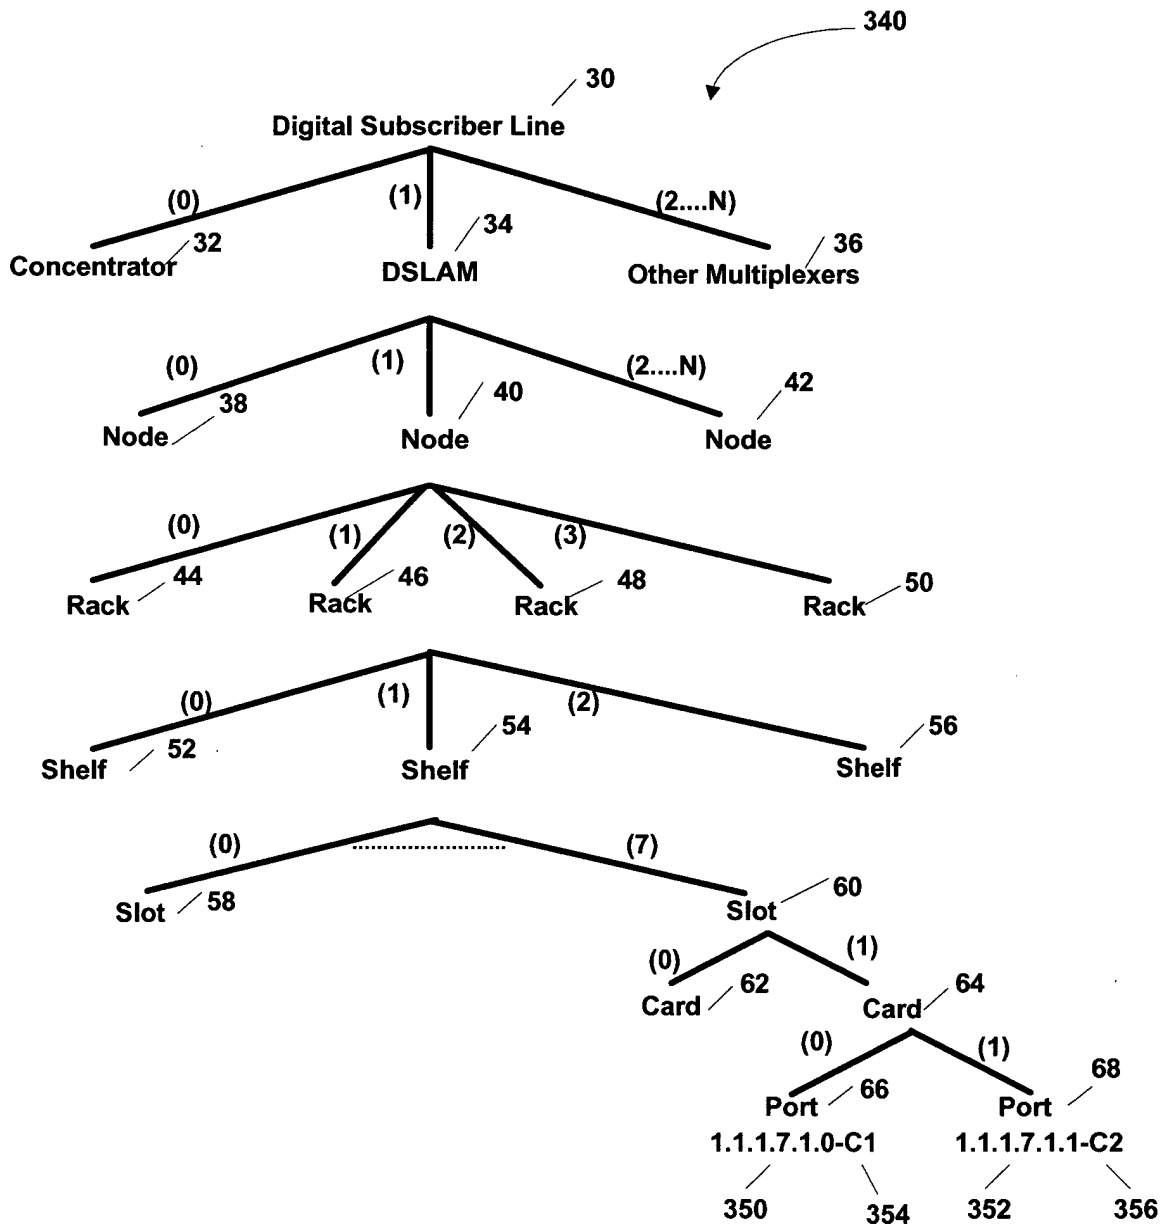 340
30
Digital Subscriber Line
(0) (1) (2....N)
32 34 36
Concentrator DSLAM Other Multiplexers
(0) (1) (2....N)
38 40 42
Node Node Node
(0) (1) (2) (3)
44 46 48 50
Rack Rack Rack Rack
(0) (1) (2)
52 54 56
Shelf Shelf Shelf
(0) (7)
58 60
Slot Slot
(0) (1)
62 64
Card Card
(0) (1)
66 68
Port Port
1.1.1.7.1.0-C1 1.1.1.7.1.1-C2
350 354 352 356